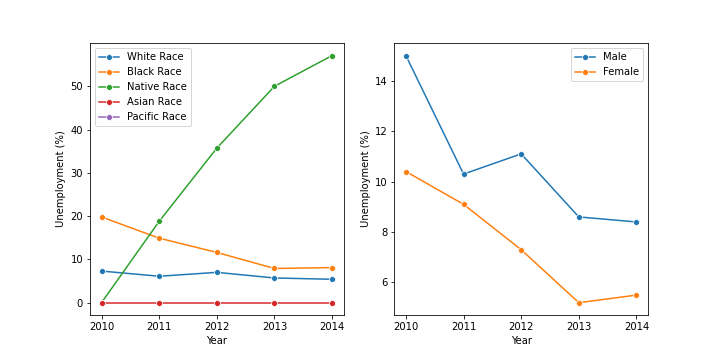 White Race
Black Race
Native Race
Asian Race
Pacific Race
Unemployment (%)
50
40
30
20
10
0
2010 2011 2012 2013 2014
Year
Male
Female
Unemployment (%)
14
12
10
8
6
2010 2011 2012 2013 2014
Year